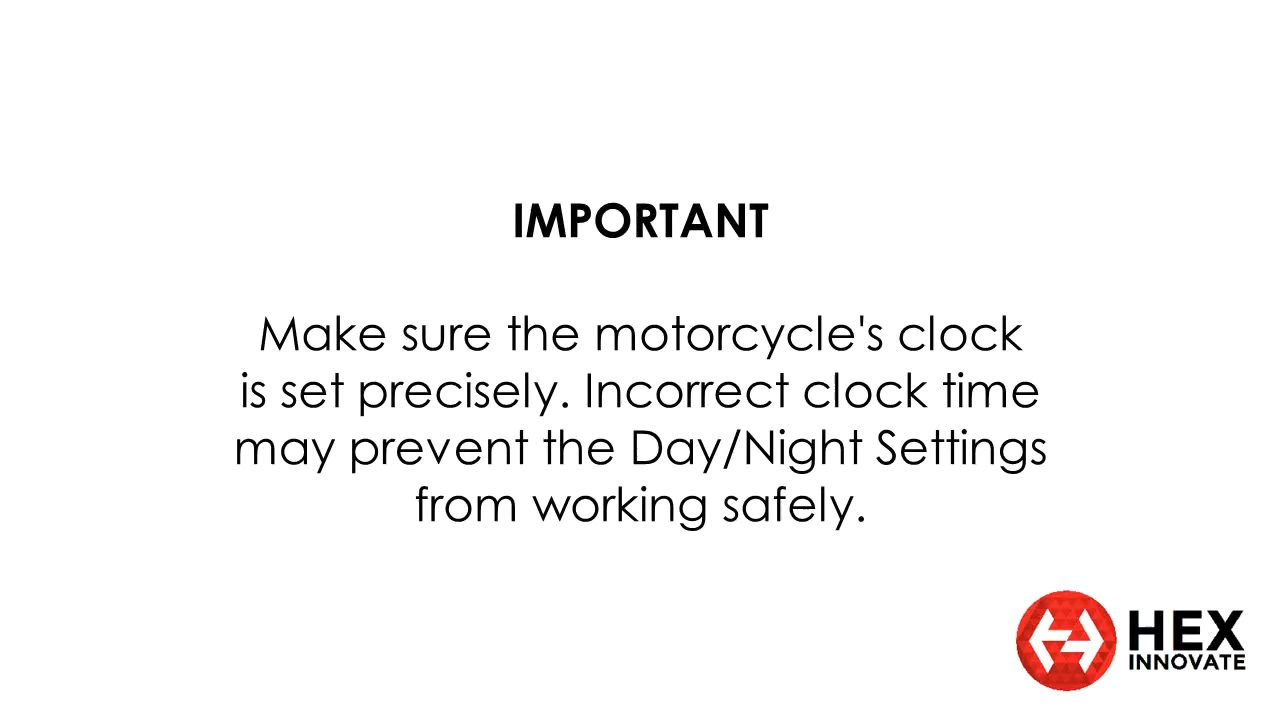 IMPORTANT
Make sure the motorcycle's clock
is set precisely. Incorrect clock time
may prevent the Day/Night Settings
from working safely.
HEX
INNOVATE